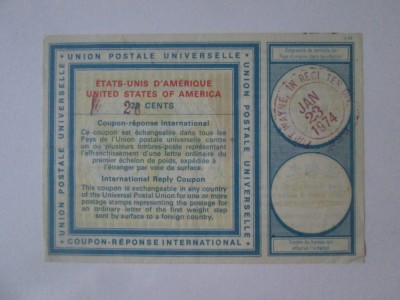 UNION POSTALE UNIVERSELLE
UNION POSTALE UNIVERSELLE
UNION POSTALE UNIVERSELLE
ÉTATS-UNIS D'AMÉRIQUE
UNITED STATES OF AMERICA
CENTS
Coupon-réponse International
Ce coupon est échangeable dans tous les
Pays de l'Union postale universelle contre
un ou plusieurs timbres-poste représentant
l'affranchissement d'une lettre ordinaire du
premier échelon de poids, expédiée à
l'étranger par voie de surface.
International Reply Coupon
This coupon is exchangeable in any country
of the Universal Postal Union for one or more
postage stamps representing the postage for
an ordinary letter of the first weight step
sent by surface to a foreign country.
COUPON-RÉPONSE INTERNATIONAL
WAYNE, IN
JAN
23
1974